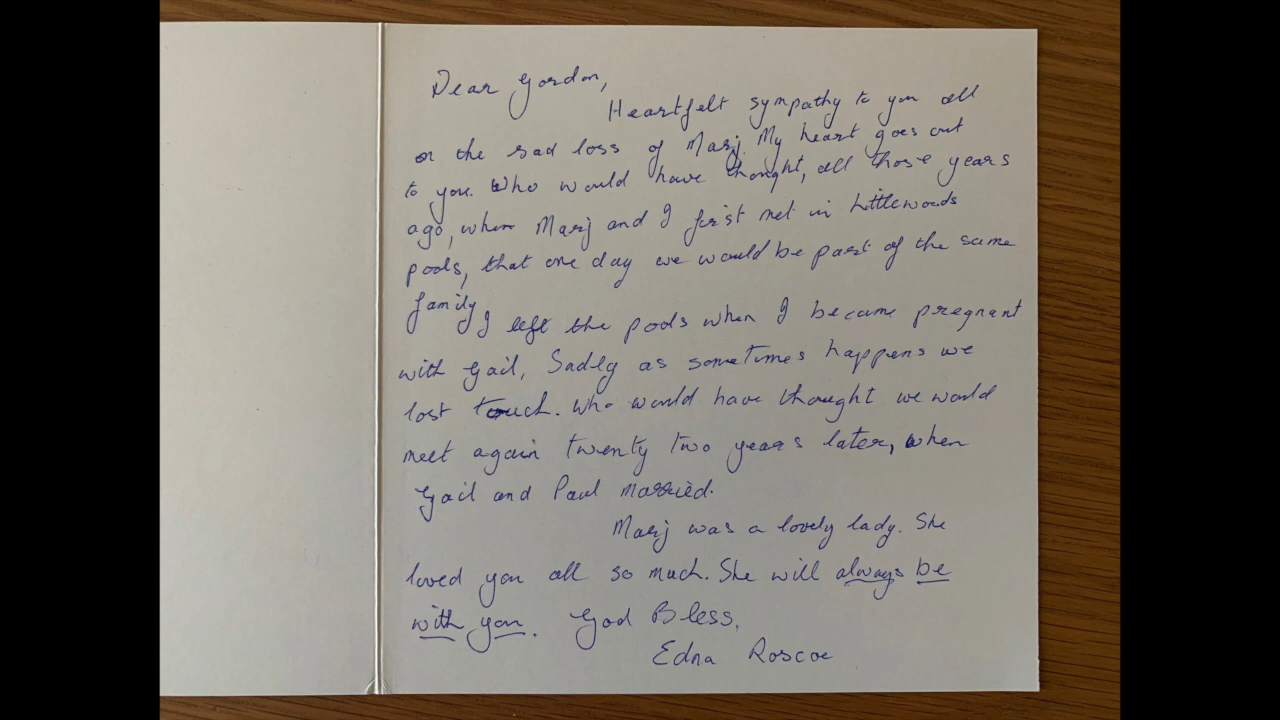 Dear Gordon,
Heartfelt sympathy to you all
on the sad loss of Marj. My heart goes out
to you. Who would have thought, all those years
ago, when Marj and I first met in Littlewoods
pools, that one day we would be part of the same
family
I left the pools when I became pregnant
with Gail, Sadly as sometimes happens we
lost touch. Who would have thought we would
meet again twenty two years later, when
Gail and Paul Married.
Marj was a lovely lady. She
loved you all so much. She will always be
with you. God Bless,
Edna Roscoe